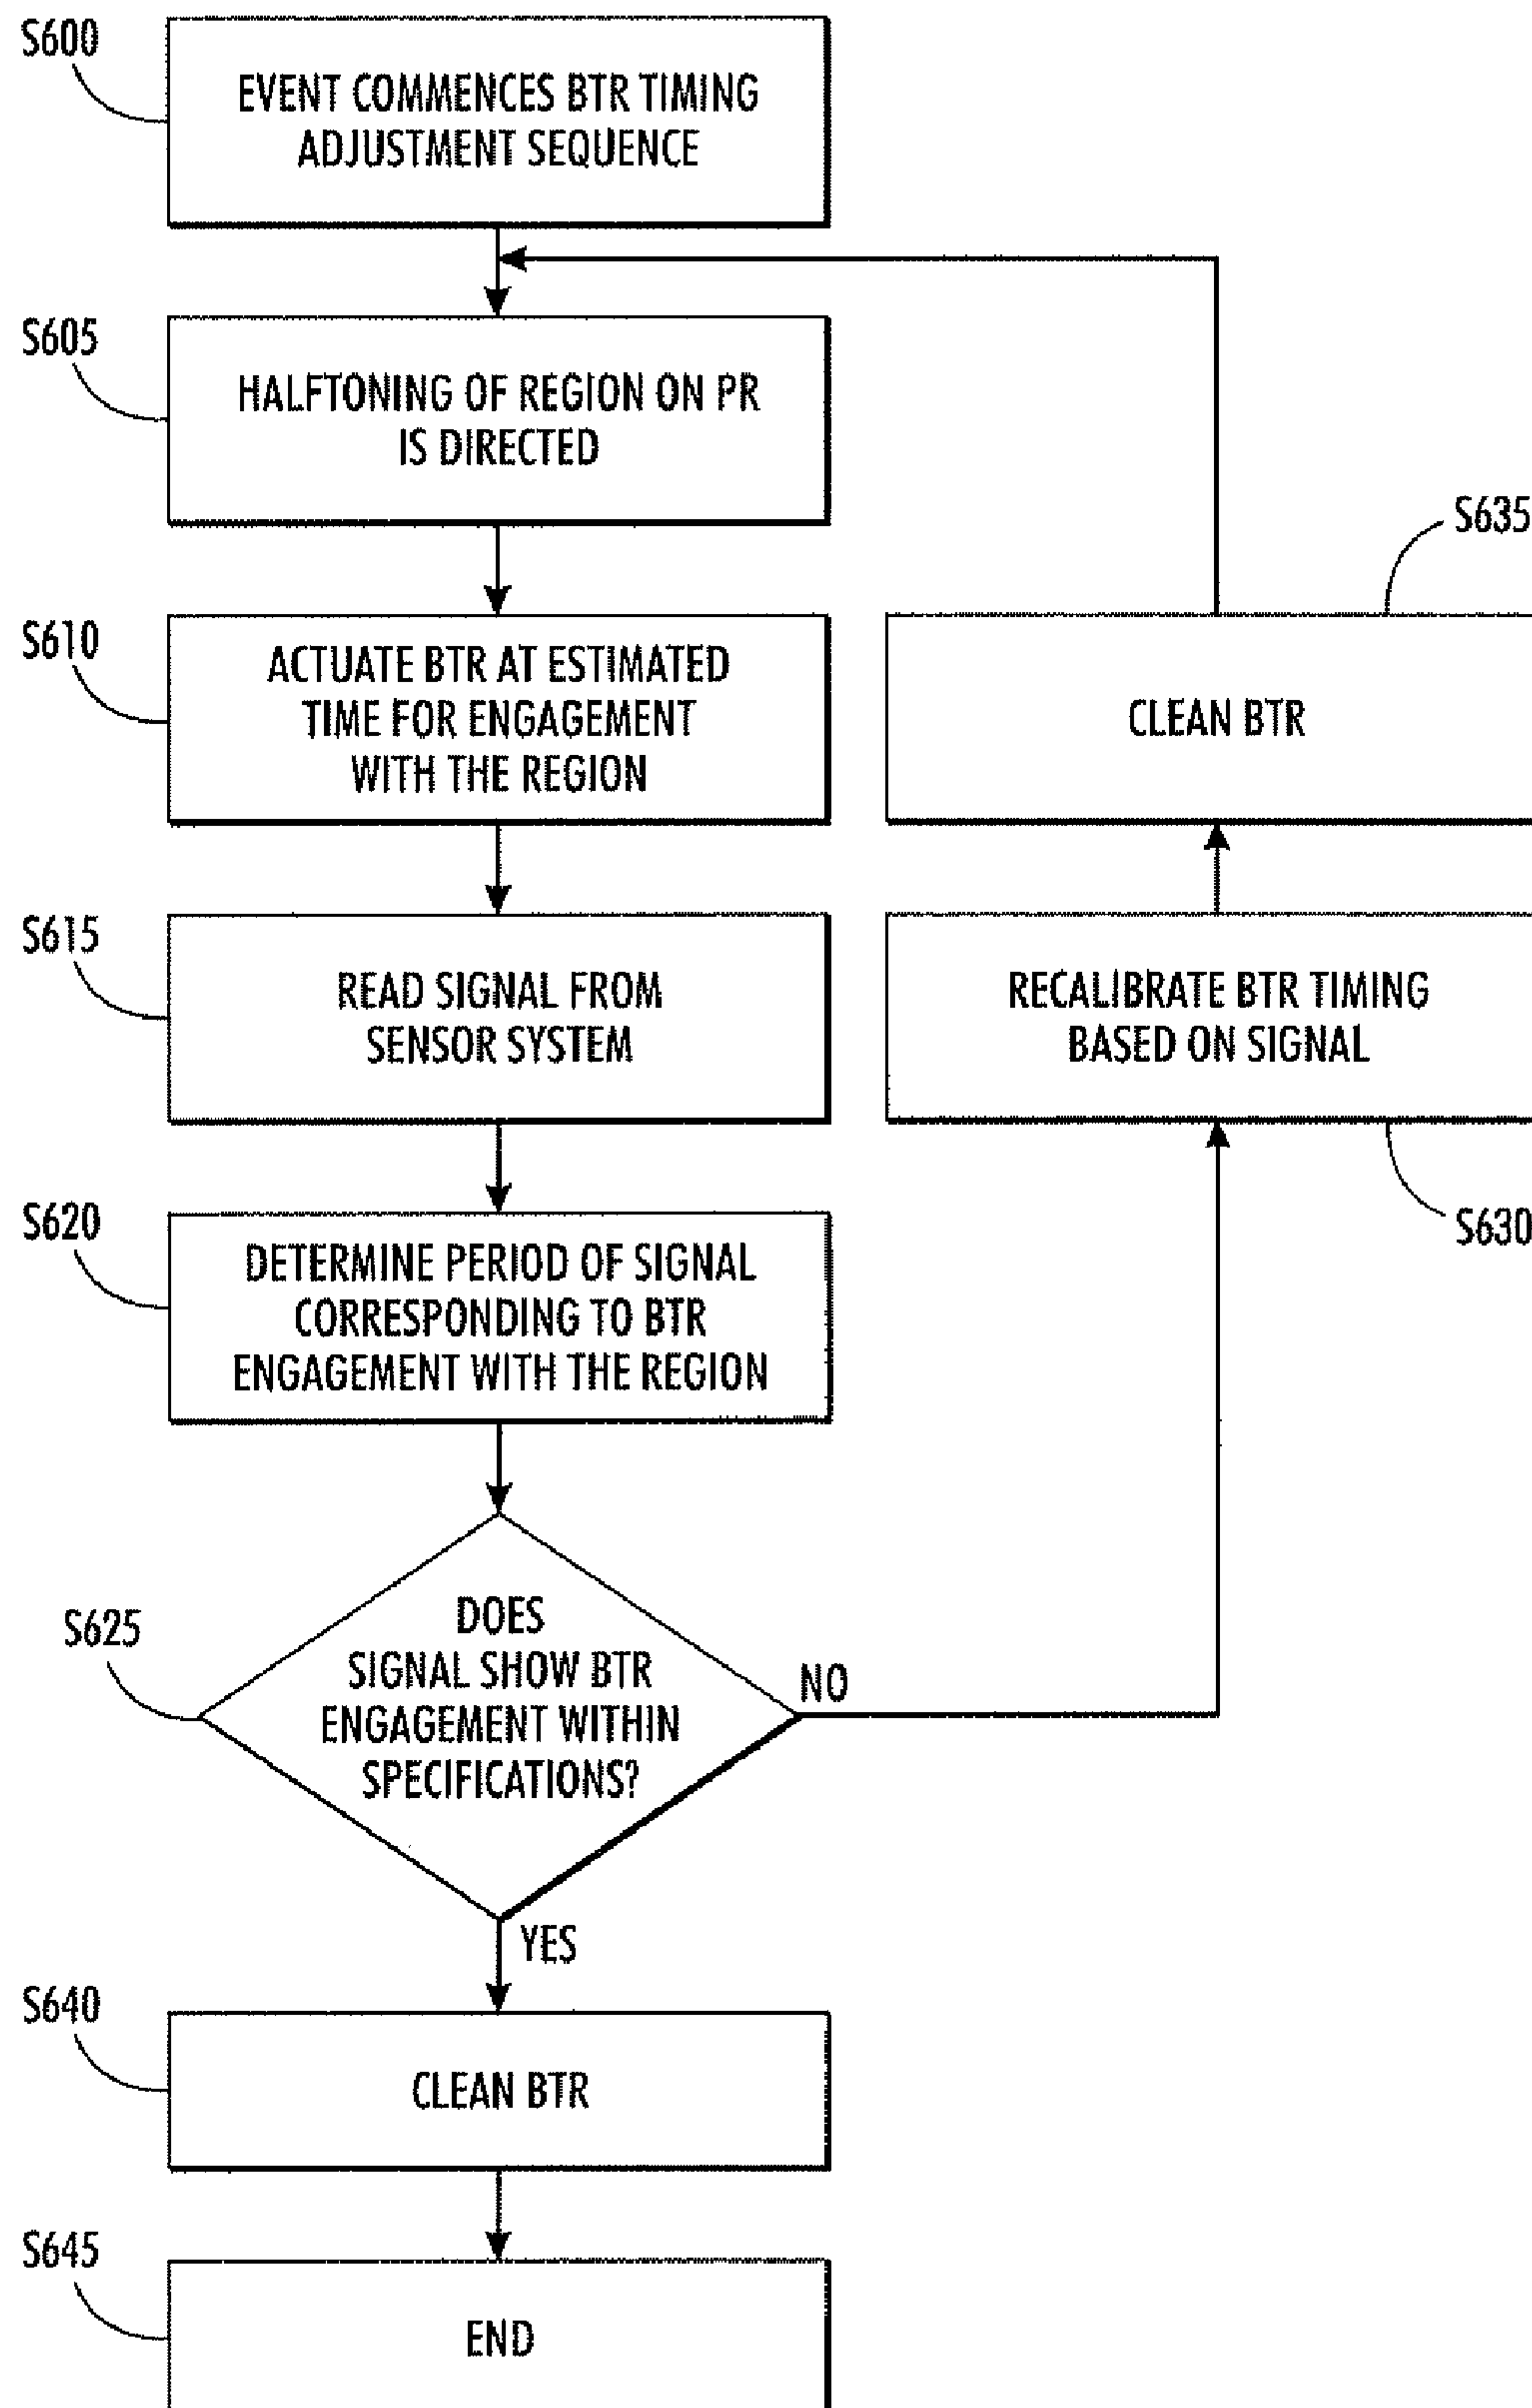 S600
EVENT COMMENCES BTR TIMING
ADJUSTMENT SEQUENCE
S605
HALFTONING OF REGION ON PR
IS DIRECTED
S610
ACTUATE BTR AT ESTIMATED
TIME FOR ENGAGEMENT
WITH THE REGION
S615
READ SIGNAL FROM
SENSOR SYSTEM
S620
DETERMINE PERIOD OF SIGNAL
CORRESPONDING TO BTR
ENGAGEMENT WITH THE REGION
S625
DOES
SIGNAL SHOW BTR
ENGAGEMENT WITHIN
SPECIFICATIONS?
NO
S630
RECALIBRATE BTR TIMING
BASED ON SIGNAL
S635
CLEAN BTR
YES
S640
CLEAN BTR
S645
END